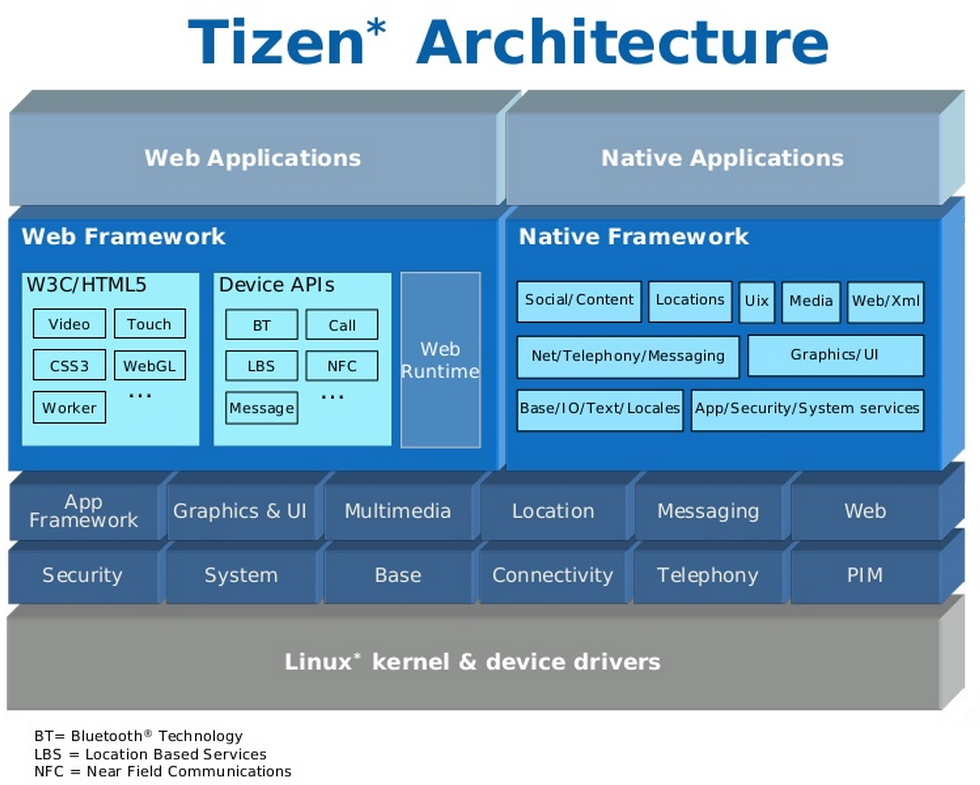 Tizen* Architecture
Web Applications
Native Applications
Web Framework
W3C/HTML5
Video
Touch
CSS3
WebGL
Worker
...
Device APIs
BT
Call
LBS
NFC
Message
...
Web
Runtime
Native Framework
Social/Content
Locations
Uix
Media
Web/Xml
Net/Telephony/Messaging
Graphics/UI
Base/IO/Text/Locales
App/Security/System services
App
Framework
Graphics & UI
Multimedia
Location
Messaging
Web
Security
System
Base
Connectivity
Telephony
PIM
Linux* kernel & device drivers
BT= Bluetooth® Technology
LBS = Location Based Services
NFC = Near Field Communications